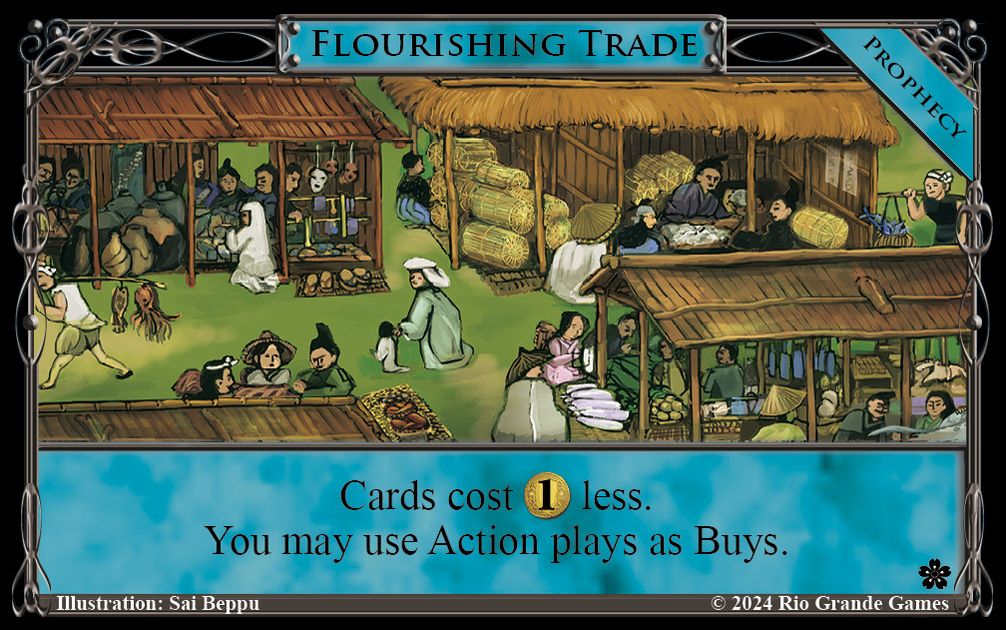 Flourishing Trade
Prophecy
Cards cost 1 less.
You may use Action plays as Buys.
Illustration: Sai Beppu
© 2024 Rio Grande Games